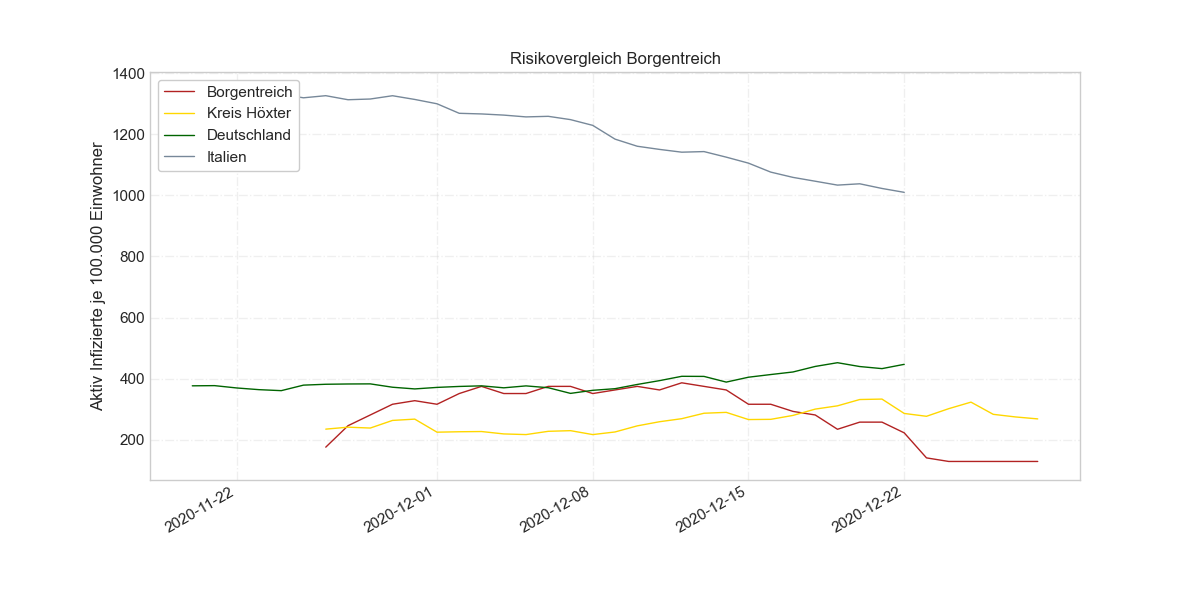 Risikovergleich Borgentreich
Aktiv Infizierte je 100.000 Einwohner
1400
1200
1000
800
600
400
200
Borgentreich
Kreis Höxter
Deutschland
Italien
2020-11-22
2020-12-01
2020-12-08
2020-12-15
2020-12-22